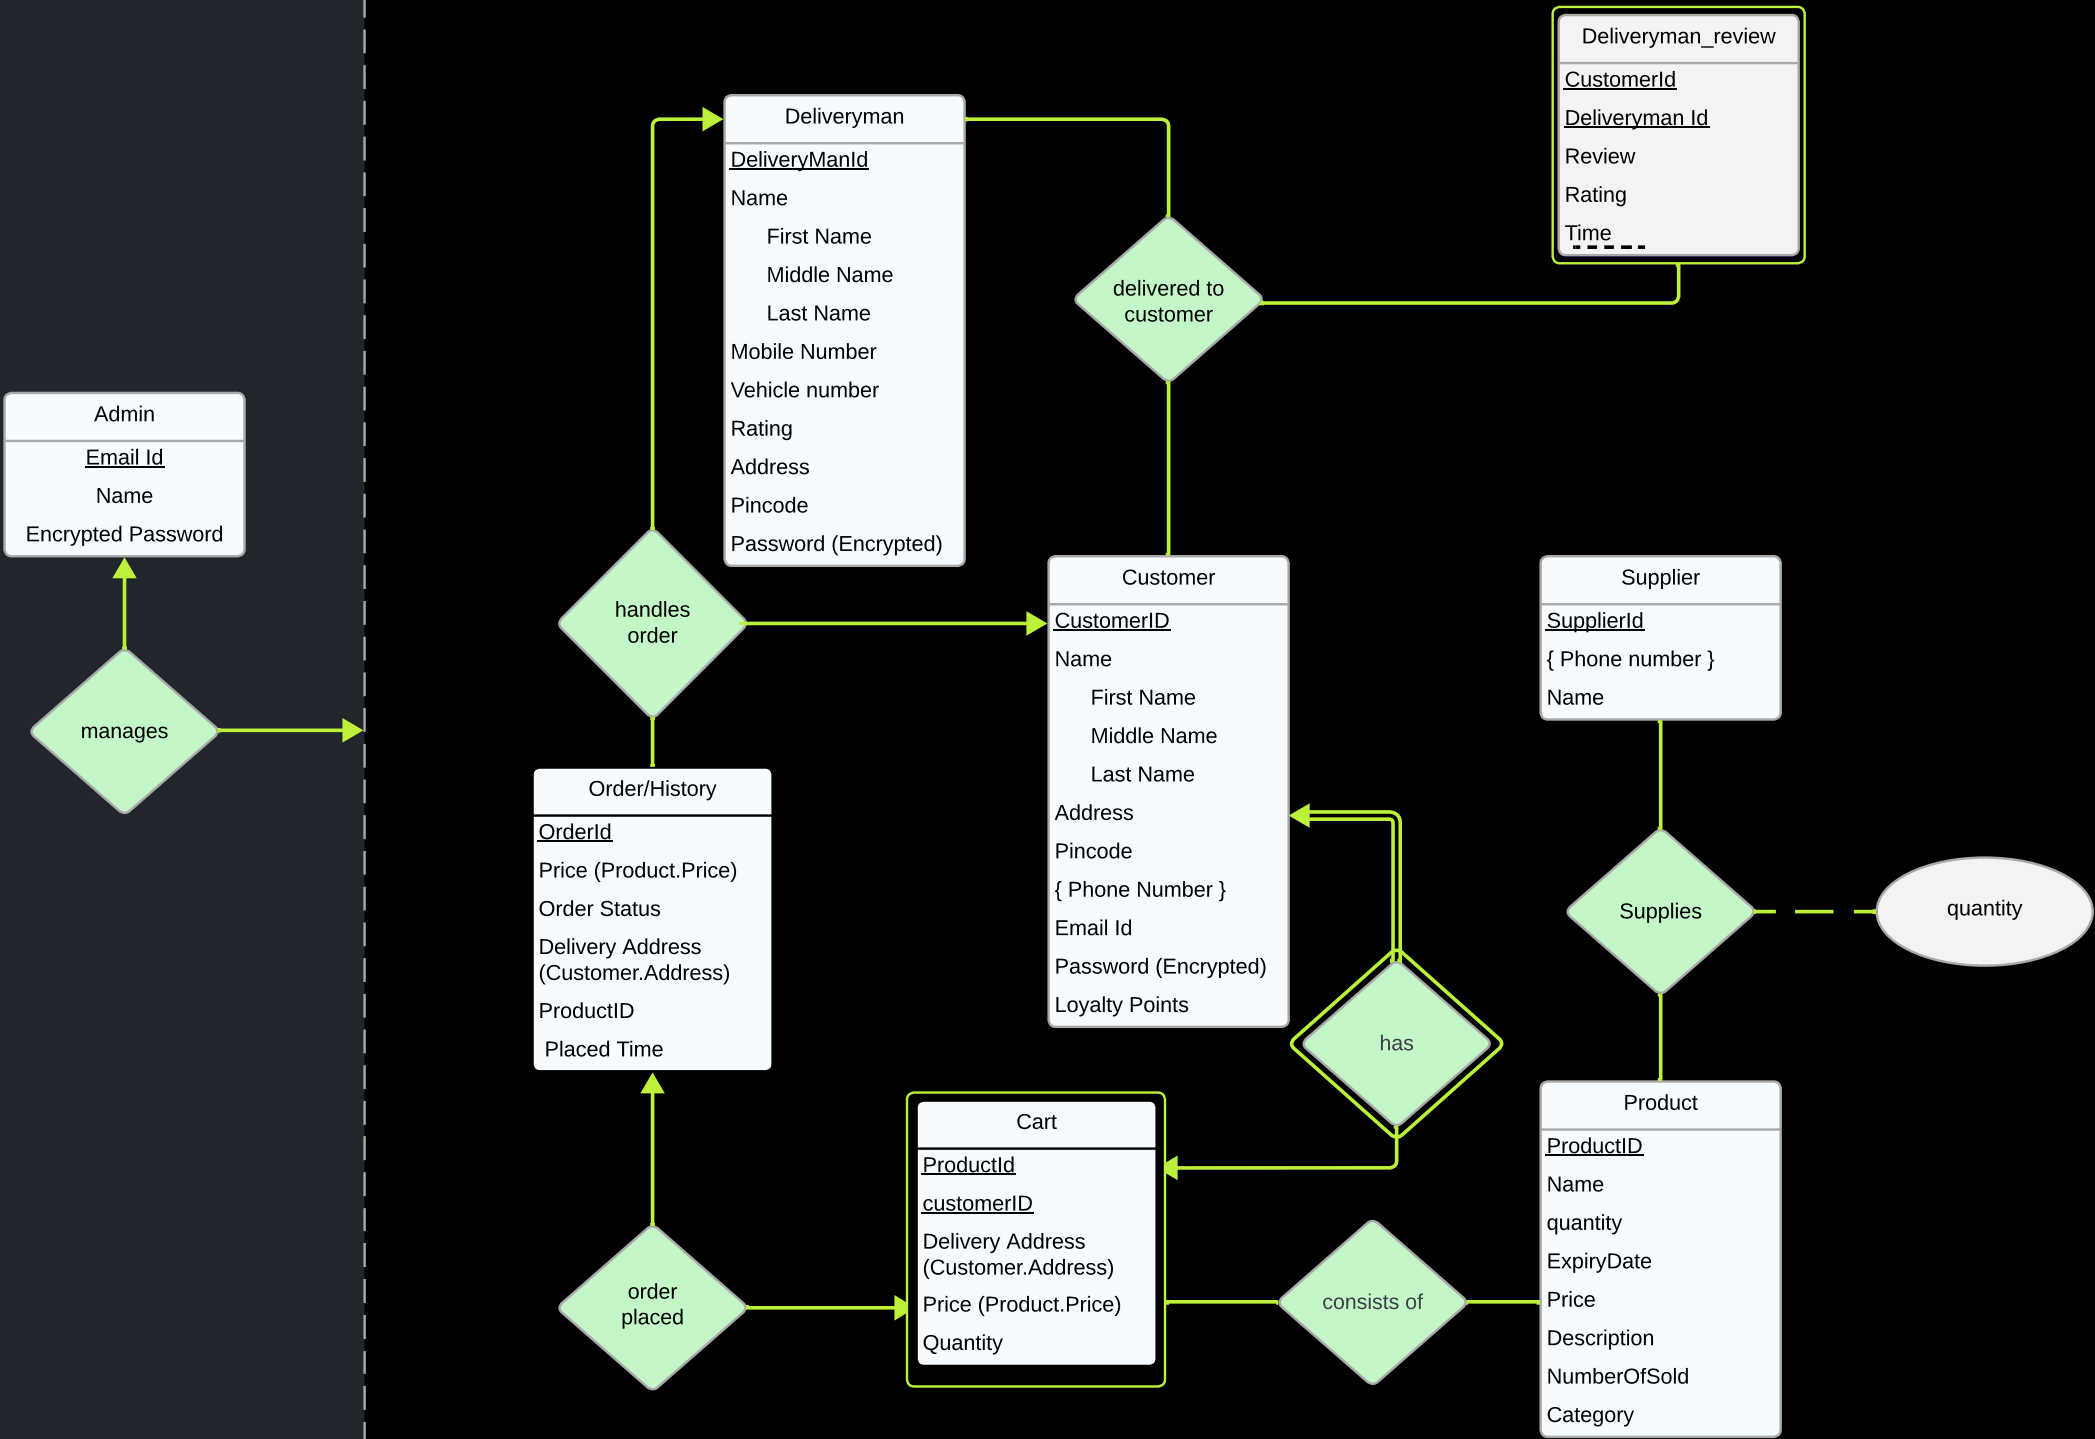 Deliveryman_review
CustomerId
Deliveryman Id
Review
Rating
Time
Deliveryman
DeliveryManId
Name
First Name
Middle Name
Last Name
Mobile Number
Vehicle number
Rating
Address
Pincode
Password (Encrypted)
delivered to
customer
Admin
Email Id
Name
Encrypted Password
manages
handles
order
Customer
CustomerID
Name
First Name
Middle Name
Last Name
Address
Pincode
{ Phone Number }
Email Id
Password (Encrypted)
Loyalty Points
Supplier
SupplierId
{ Phone number }
Name
Order/History
OrderId
Price (Product.Price)
Order Status
Delivery Address
(Customer.Address)
ProductID
Placed Time
Supplies
quantity
has
Cart
ProductId
customerID
Delivery Address
(Customer.Address)
Price (Product.Price)
Quantity
order
placed
consists of
Product
ProductID
Name
quantity
ExpiryDate
Price
Description
NumberOfSold
Category